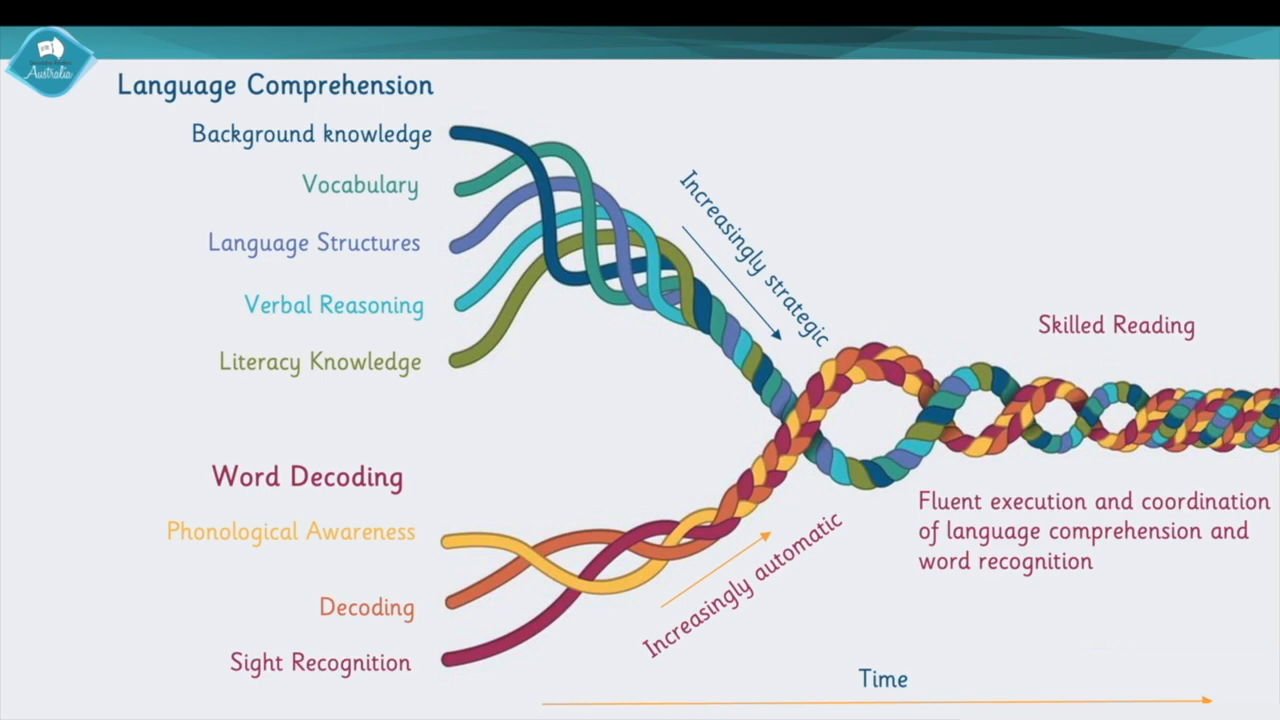 Australia
Language Comprehension
Background knowledge
Vocabulary
Language Structures
Verbal Reasoning
Literacy Knowledge
Increasingly strategic
Skilled Reading
Word Decoding
Phonological Awareness
Decoding
Sight Recognition
Increasingly automatic
Fluent execution and coordination
of language comprehension and
word recognition
Time